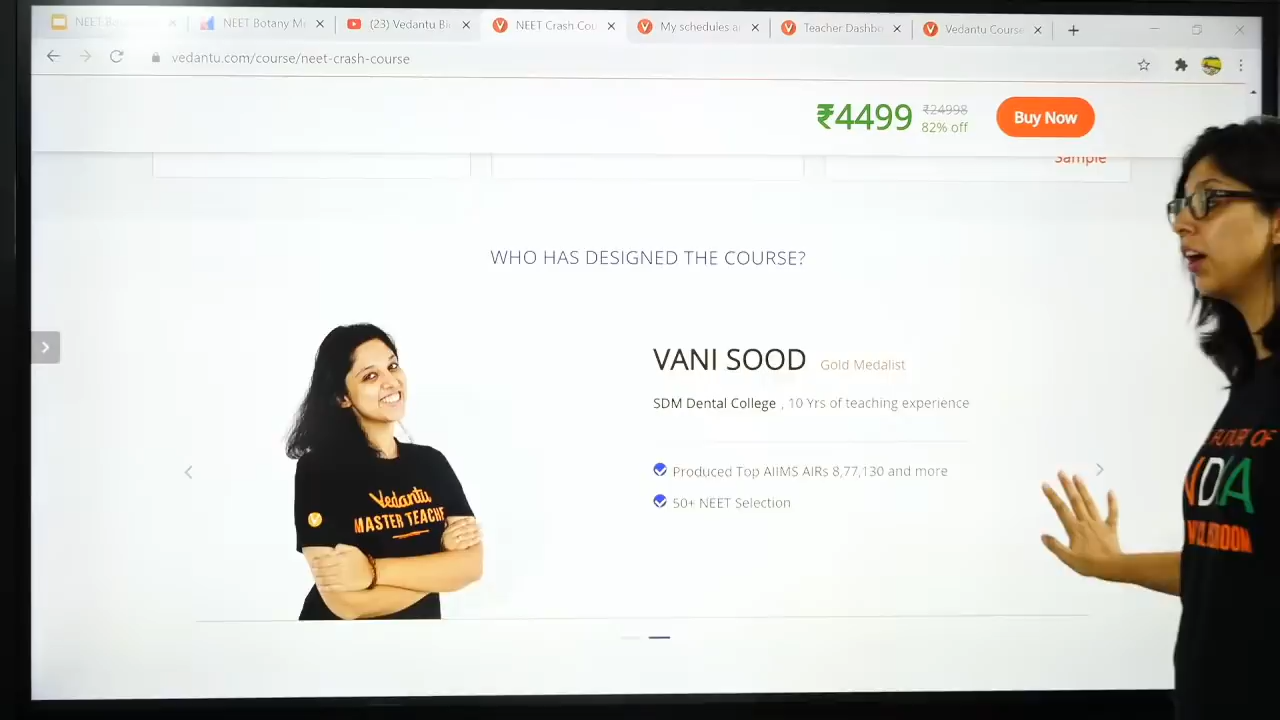 NEET Botany M
(23) Vedantu Bi
NEET Crash Cou
My schedules a
Teacher Dashbo
Vedantu Course
vedantu.com/course/neet-crash-course
₹4499
₹24998
82% off
Buy Now
Sample
WHO HAS DESIGNED THE COURSE?
VANI SOOD Gold Medalist
SDM Dental College , 10 Yrs of teaching experience
Produced Top AIIMS AIRs 8,77,130 and more
50+ NEET Selection
Vedantu
MASTER TEACHE
FUTURE OF
INDIA